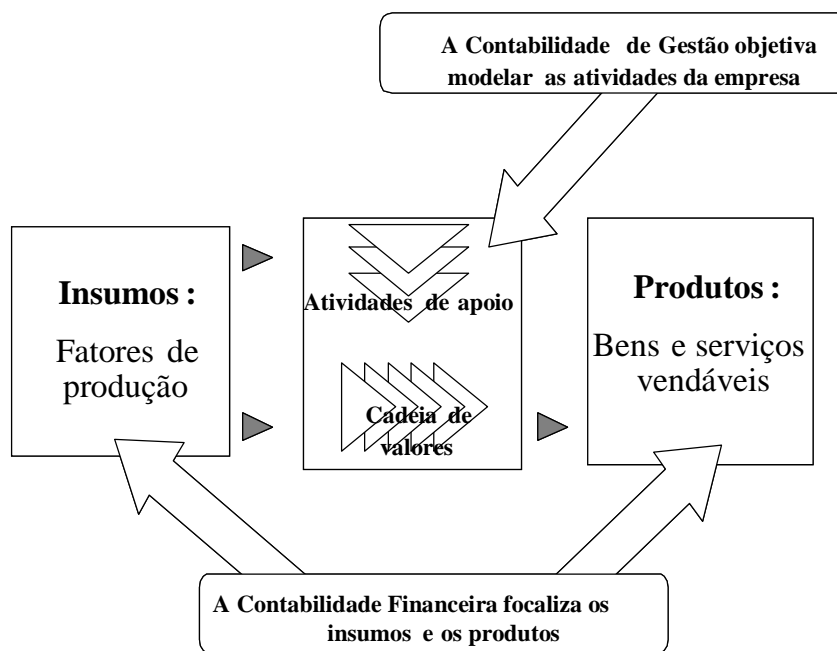 A Contabilidade de Gestão objetiva
modelar as atividades da empresa
Insumos :
Fatores de
produção
Atividades de apoio
Cadeia de
valores
Produtos :
Bens e serviços
vendáveis
A Contabilidade Financeira focaliza os
insumos e os produtos